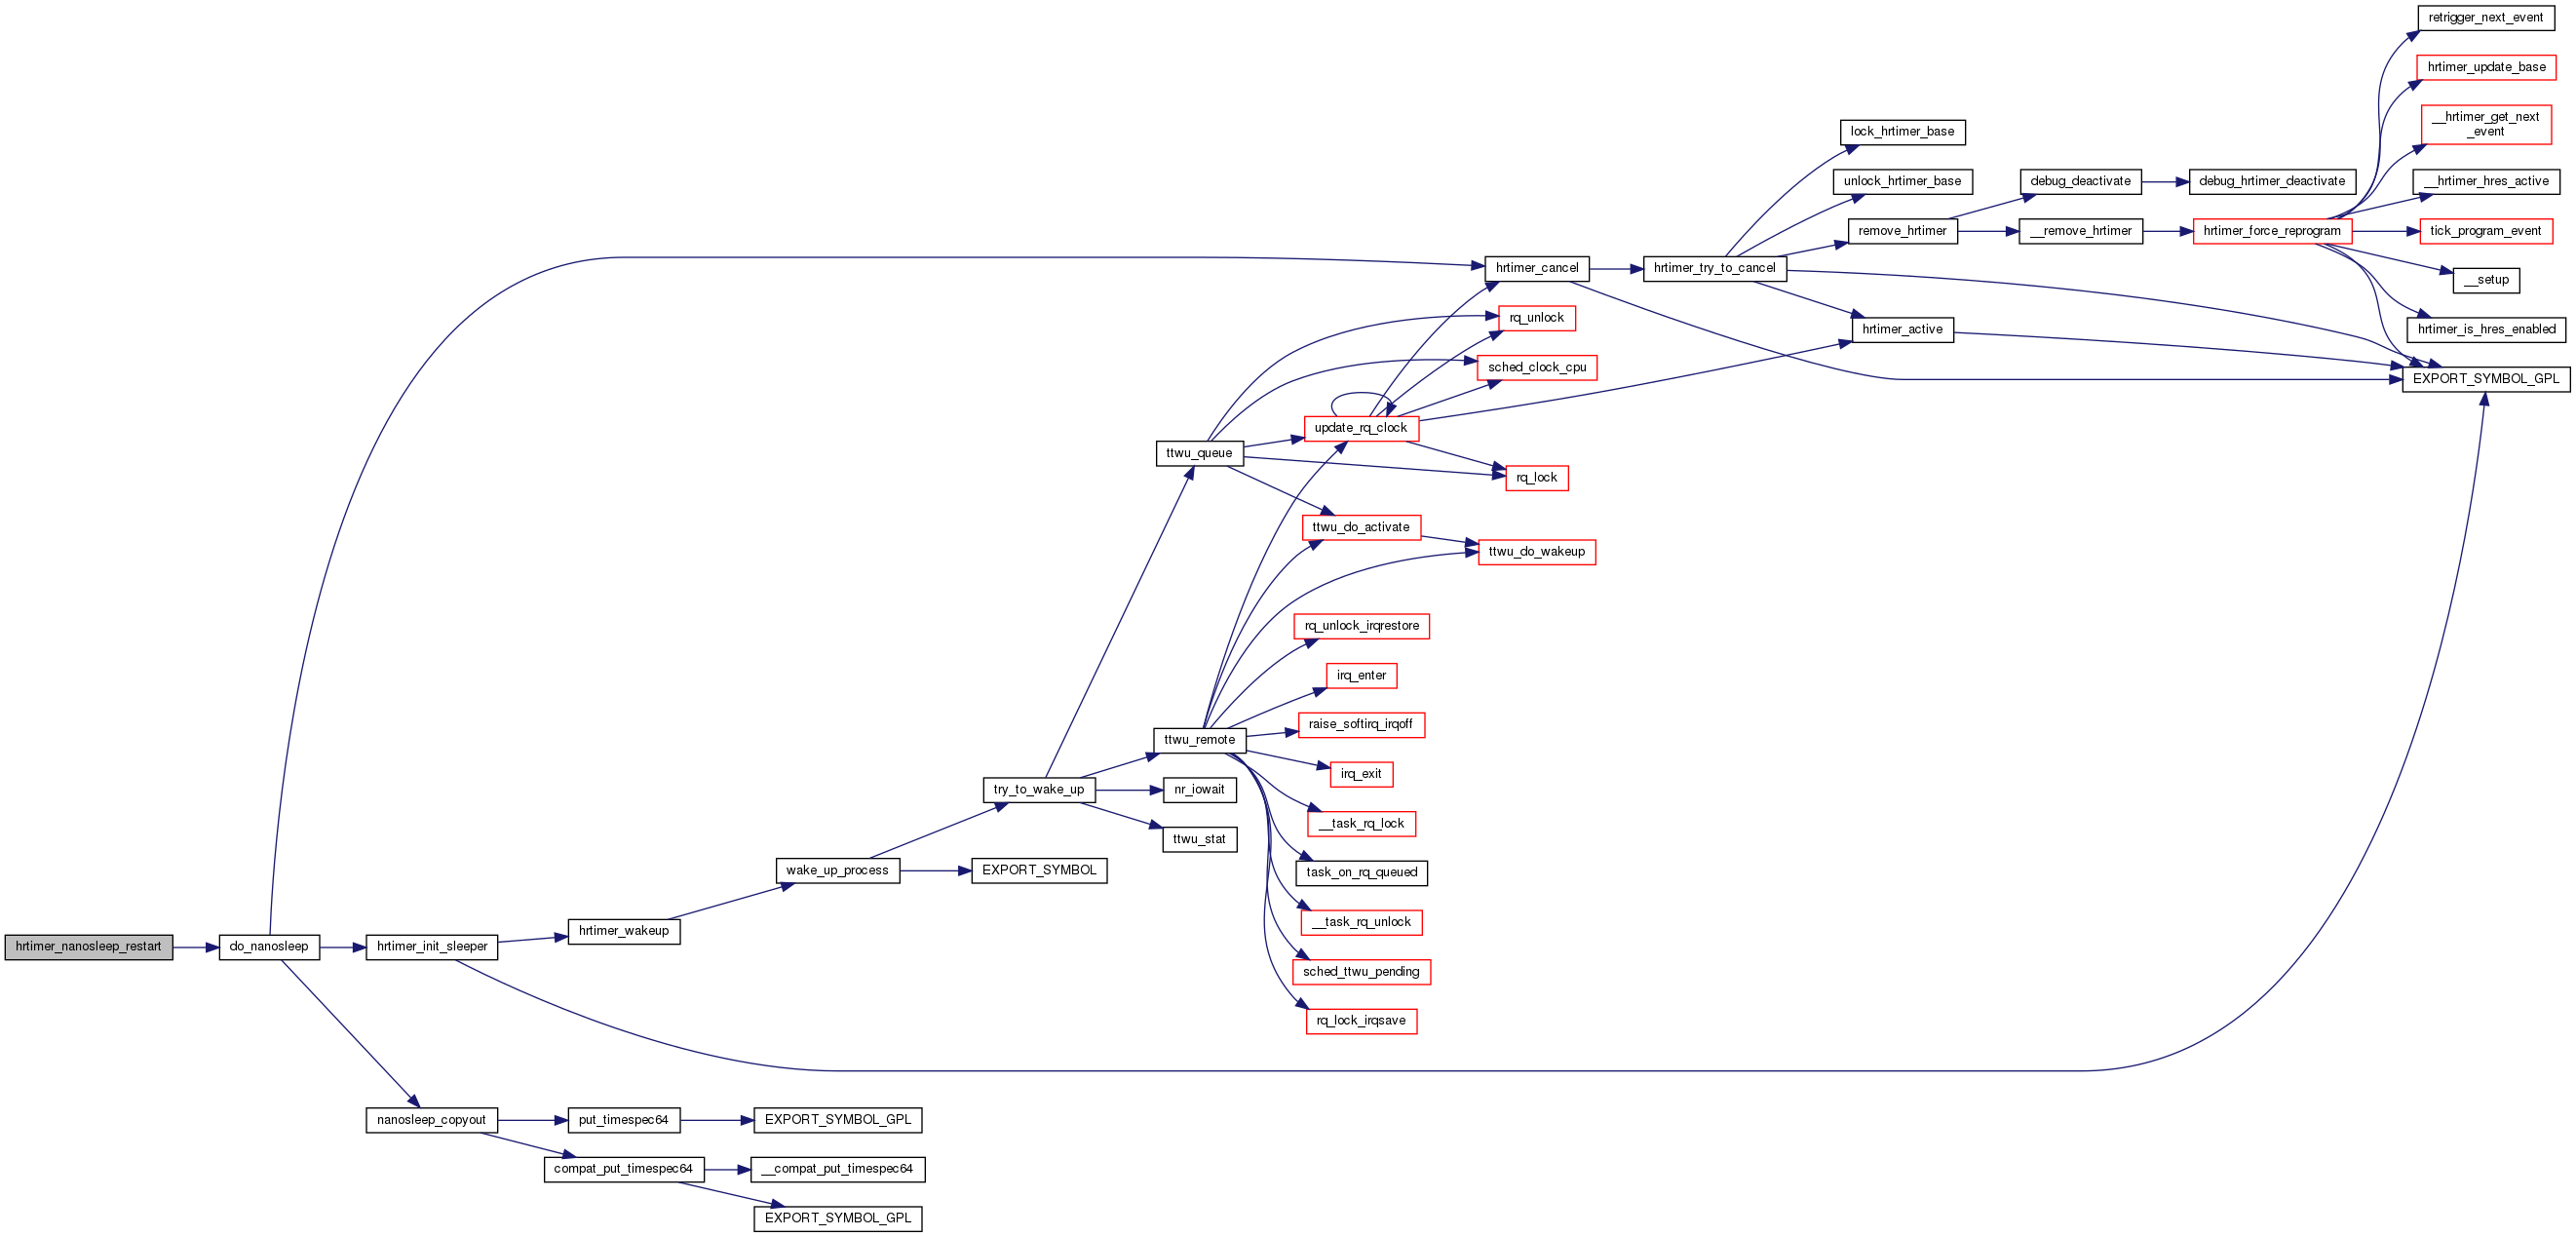 hrtimer_nanosleep_restart
do_nanosleep
hrtimer_init_sleeper
nanosleep_copyout
hrtimer_wakeup
put_timespec64
compat_put_timespec64
wake_up_process
EXPORT_SYMBOL_GPL
__compat_put_timespec64
EXPORT_SYMBOL_GPL
try_to_wake_up
EXPORT_SYMBOL
ttwu_queue
ttwu_remote
nr_iowait
ttwu_stat
update_rq_clock
ttwu_do_activate
rq_unlock_irqrestore
irq_enter
raise_softirq_irqoff
irq_exit
__task_rq_lock
task_on_rq_queued
__task_rq_unlock
sched_ttwu_pending
rq_lock_irqsave
hrtimer_cancel
rq_unlock
sched_clock_cpu
rq_lock
ttwu_do_wakeup
hrtimer_try_to_cancel
lock_hrtimer_base
unlock_hrtimer_base
remove_hrtimer
hrtimer_active
debug_deactivate
__remove_hrtimer
debug_hrtimer_deactivate
hrtimer_force_reprogram
retrigger_next_event
hrtimer_update_base
__hrtimer_get_next
_event
__hrtimer_hres_active
tick_program_event
__setup
hrtimer_is_hres_enabled
EXPORT_SYMBOL_GPL